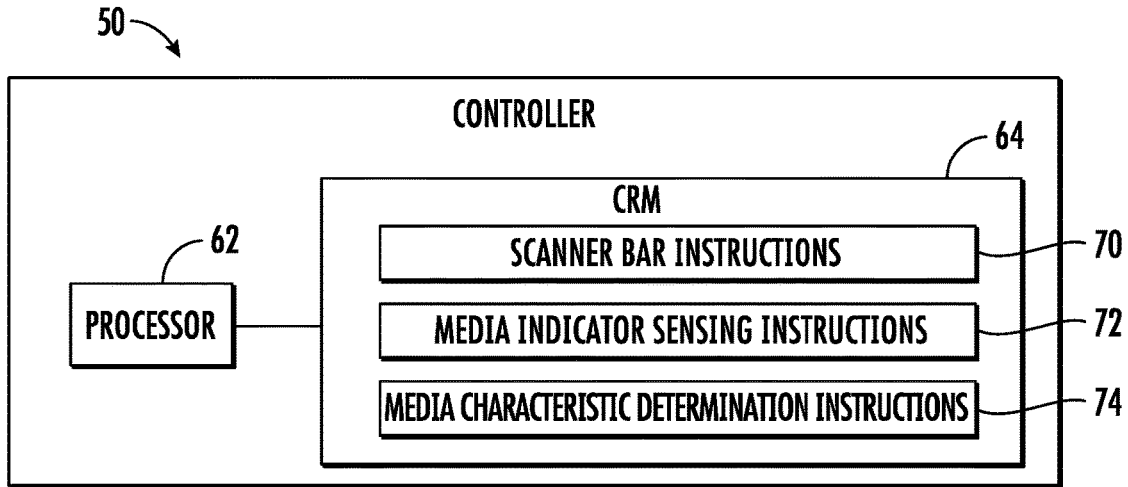 50
CONTROLLER
64
CRM
62
SCANNER BAR INSTRUCTIONS
70
PROCESSOR
MEDIA INDICATOR SENSING INSTRUCTIONS
72
MEDIA CHARACTERISTIC DETERMINATION INSTRUCTIONS
74